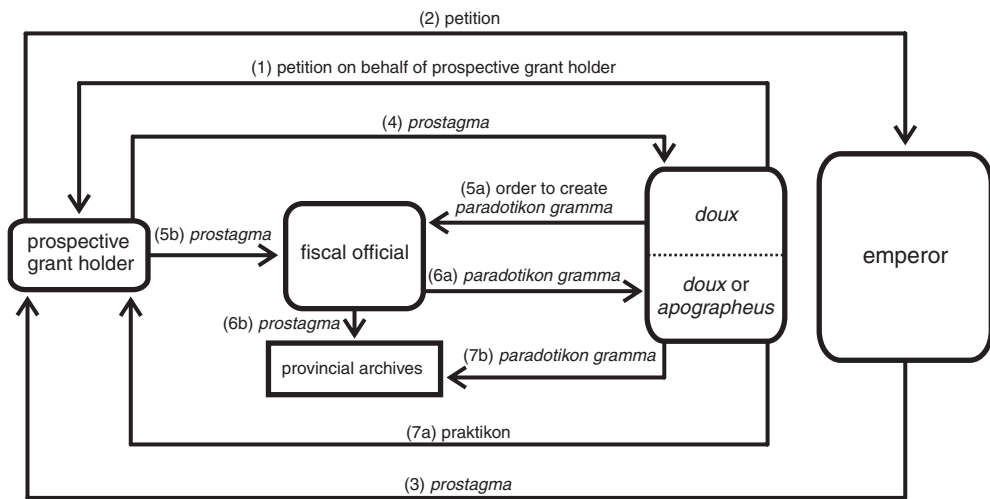 (2) petition
(1) petition on behalf of prospective grant holder
(4) prostagma
(5a) order to create
paradotikon gramma
doux
prospective
grant holder
(5b) prostagma
fiscal official
emperor
(6a) paradotikon gramma
doux or
apographeus
(6b) prostagma
provincial archives
(7b) paradotikon gramma
(7a) praktikon
(3) prostagma